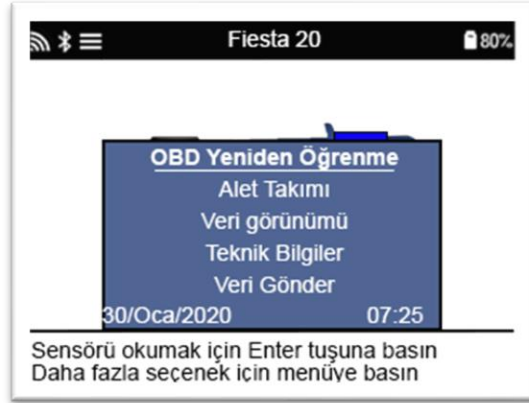 Fiesta 20
80%
OBD Yeniden Öğrenme
Alet Takımı
Veri görünümü
Teknik Bilgiler
Veri Gönder
30/Oca/2020 07:25
Sensörü okumak için Enter tuşuna basın
Daha fazla seçenek için menüye basın